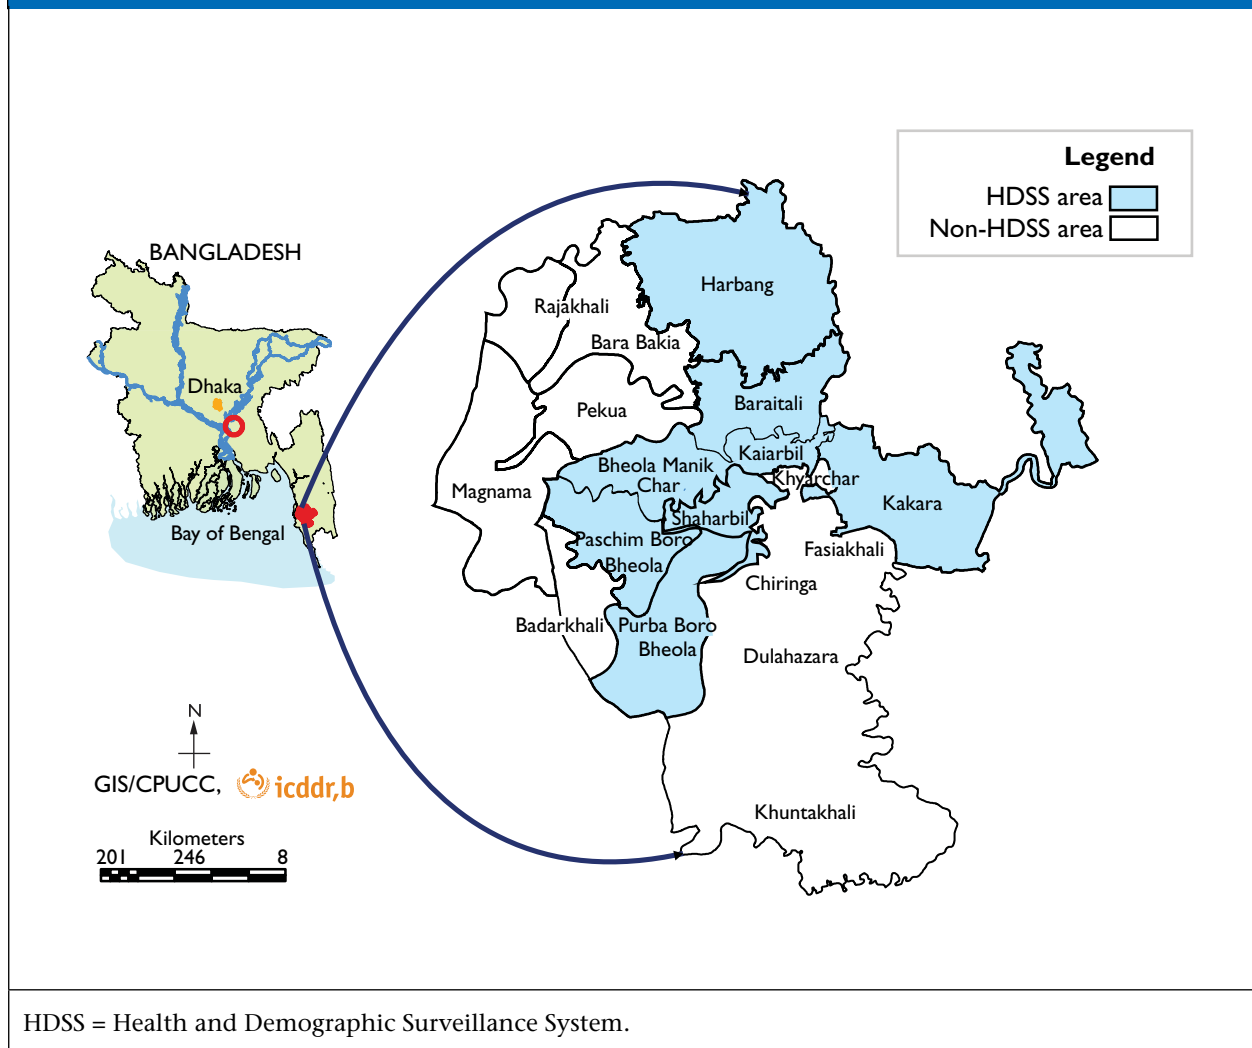 Legend
HDSS area
Non-HDSS area
BANGLADESH
Dhaka
Bay of Bengal
Harbang
Rajakhali
Bara Bakia
Pekua
Baraitali
Kaiarbil
Bheola Manik
Char
Khyarchar
Magnama
Shaharbil
Kakara
Paschim Boro
Bheola
Fasiakhali
Chiringa
Badarkhali
Purba Boro
Bheola
Dulahazara
Khuntakhali
N
GIS/CPUCC, icddr,b
Kilometers
201 246 8
HDSS = Health and Demographic Surveillance System.